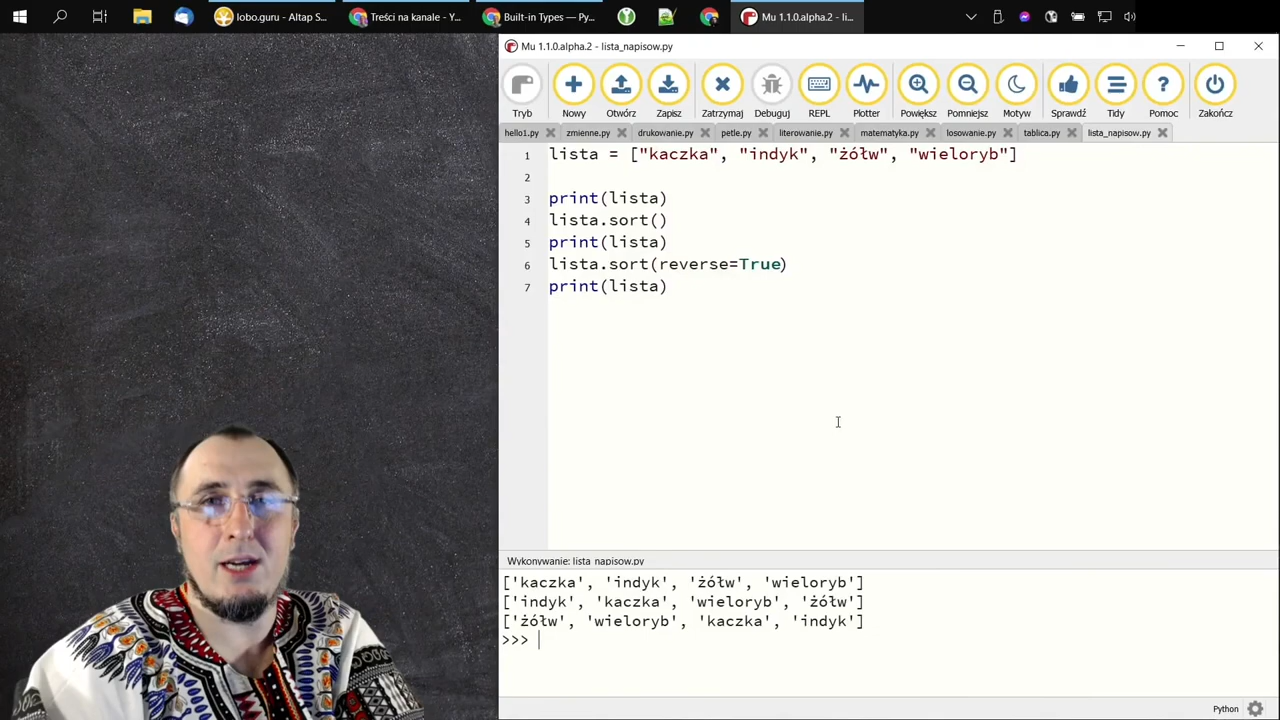 lobo.guru - Altap S...
Treści na kanale - Y...
Built-in Types — Py...
Mu 1.1.0.alpha.2 - li...
Mu 1.1.0.alpha.2 - lista_napisow.py
Tryb Nowy Otwórz Zapisz Zatrzymaj Debuguj REPL Plotter Powiększ Pomniejsz Motyw Sprawdź Tidy Pomoc Zakończ
hello1.py zmienne.py drukowanie.py petle.py literowanie.py matematyka.py losowanie.py tablica.py lista_napisow.py
1 lista = ["kaczka", "indyk", "żółw", "wieloryb"]
2
3 print(lista)
4 lista.sort()
5 print(lista)
6 lista.sort(reverse=True)
7 print(lista)
Wykonywanie: lista_napisow.py
['kaczka', 'indyk', 'żółw', 'wieloryb']
['indyk', 'kaczka', 'wieloryb', 'żółw']
['żółw', 'wieloryb', 'kaczka', 'indyk']
>>>
Python